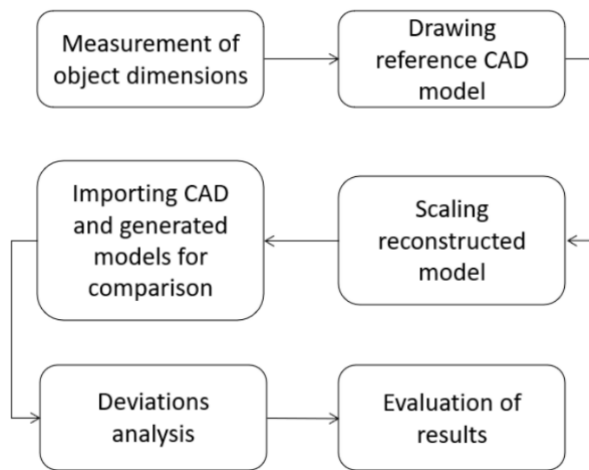 Measurement of
object dimensions
Drawing
reference CAD
model
Scaling
reconstructed
model
Importing CAD
and generated
models for
comparison
Deviations
analysis
Evaluation of
results